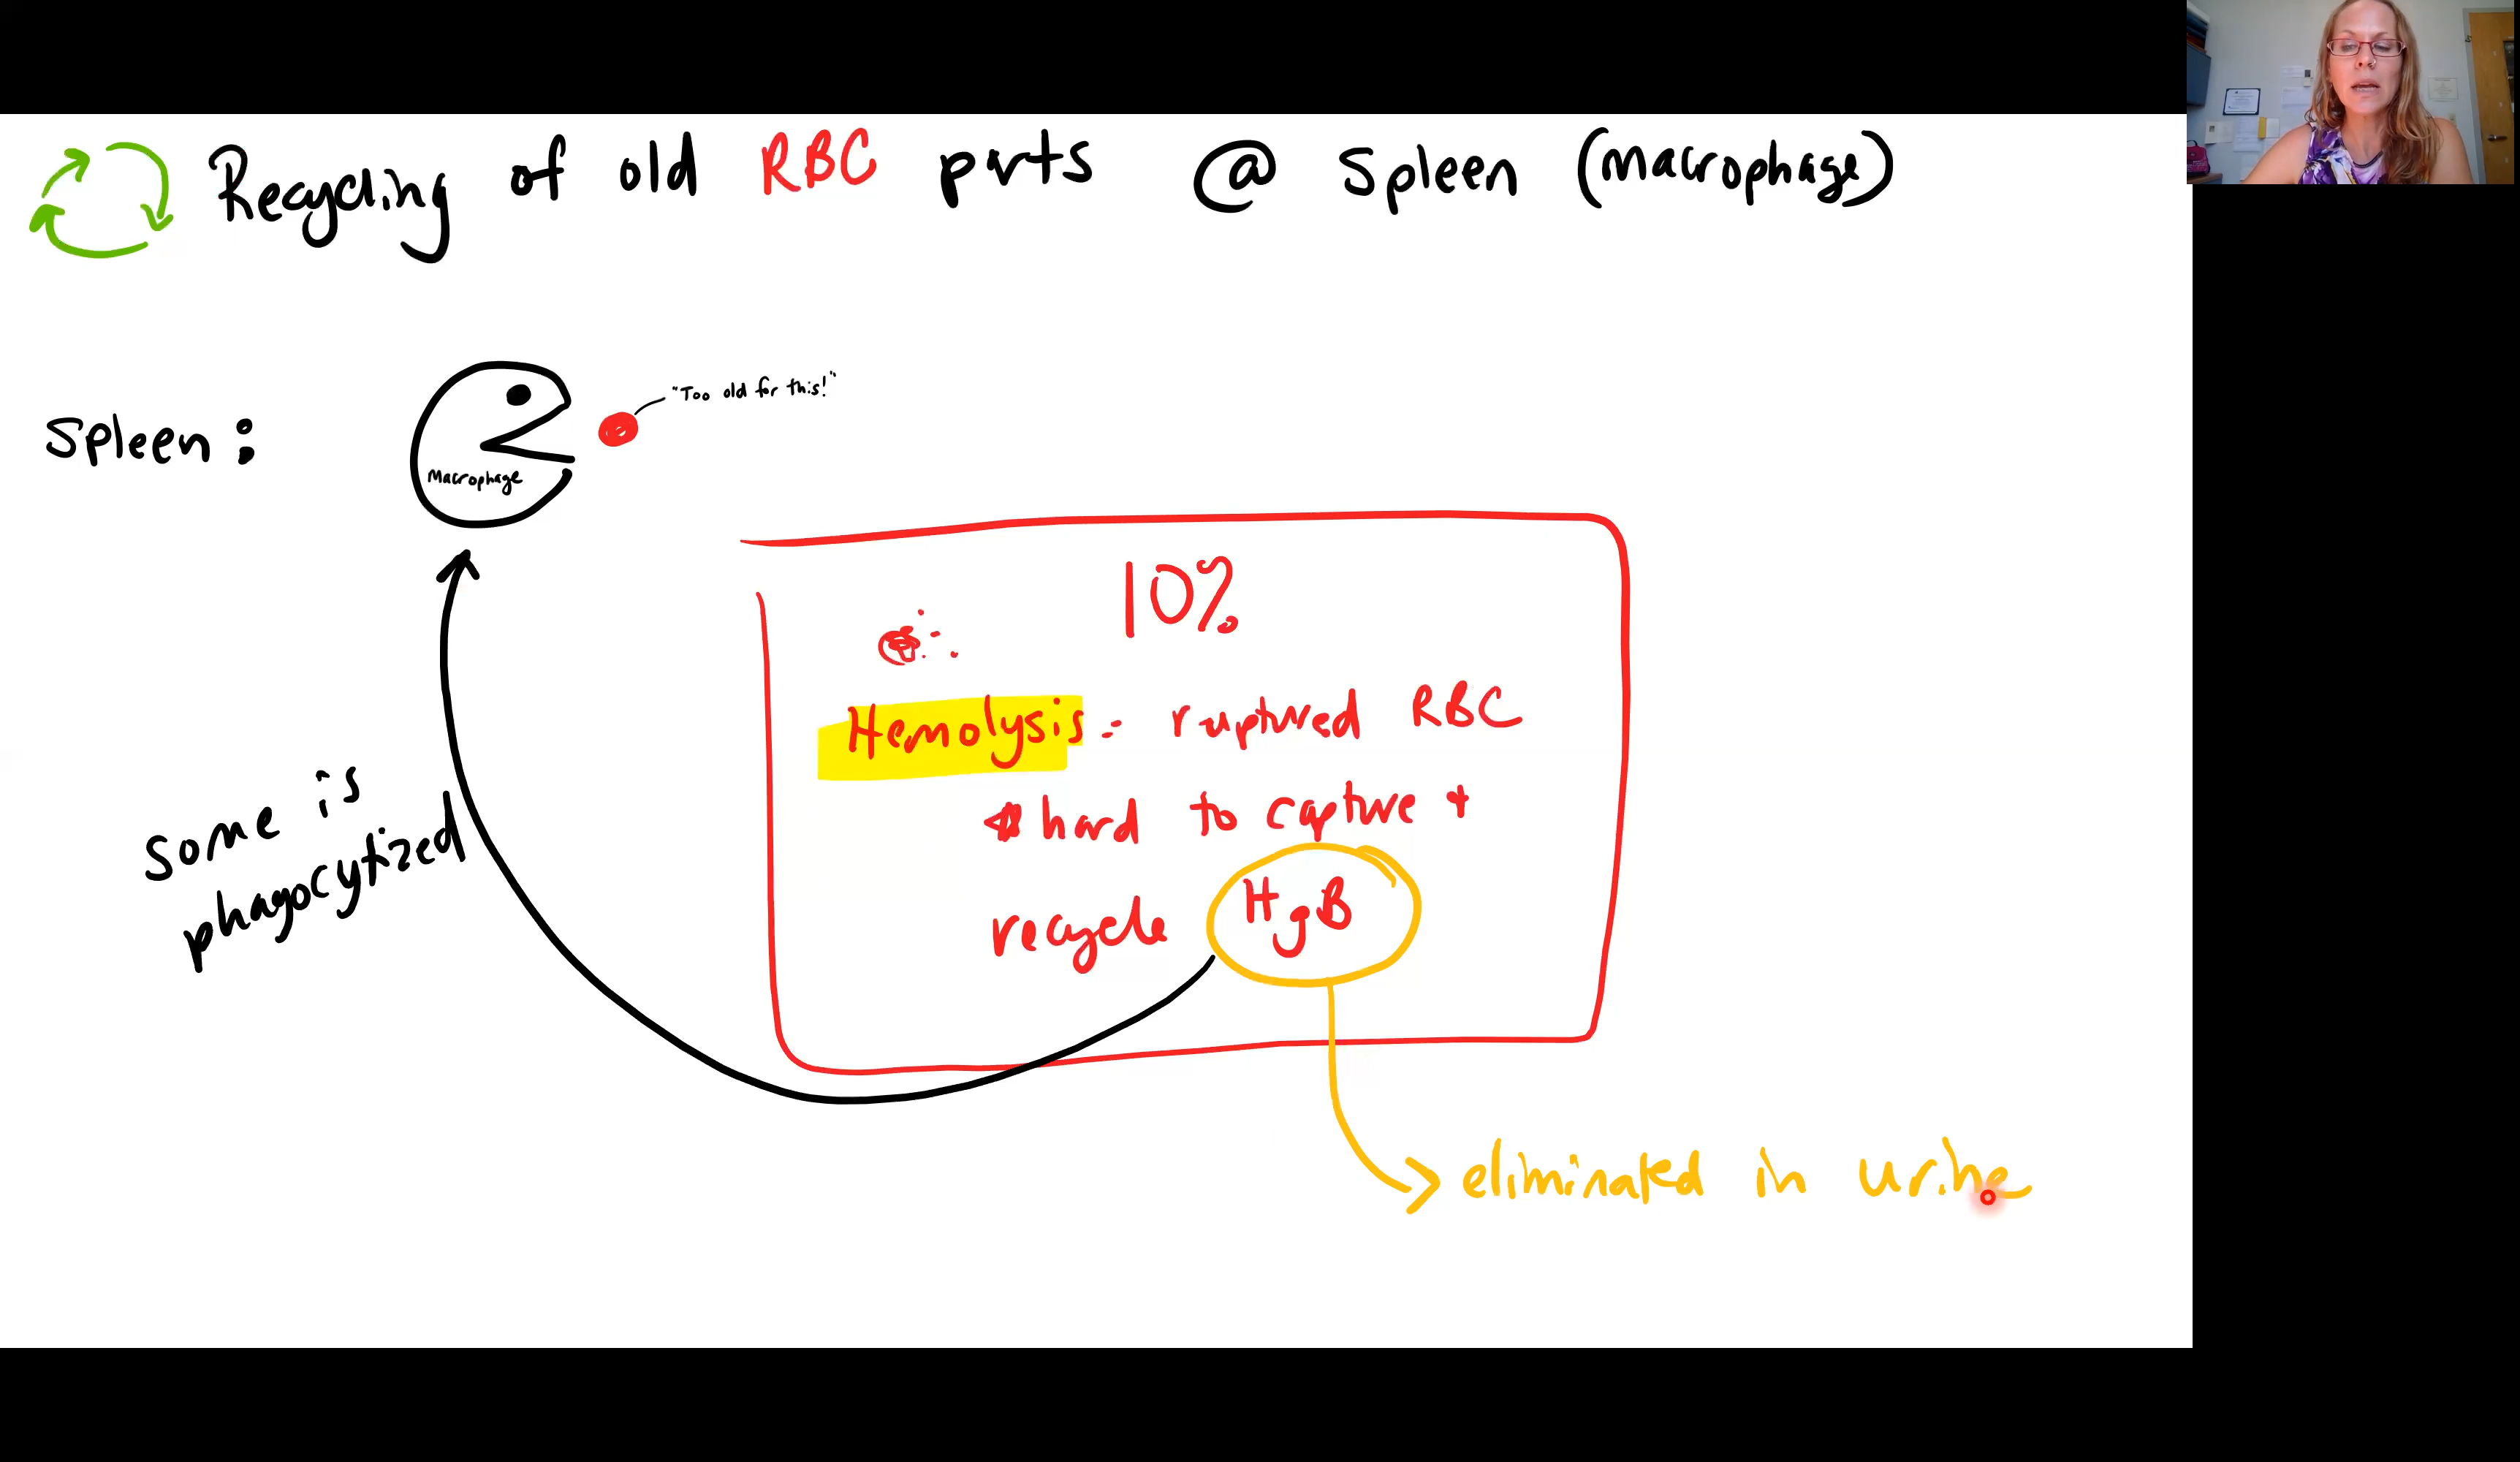 Recycling of old RBC parts @ Spleen (macrophage)
Spleen:
Macrophage
"Too old for this!"
10%
Hemolysis = ruptured RBC
hard to capture +
recycle HgB
some is
phagocytized
eliminated in urine